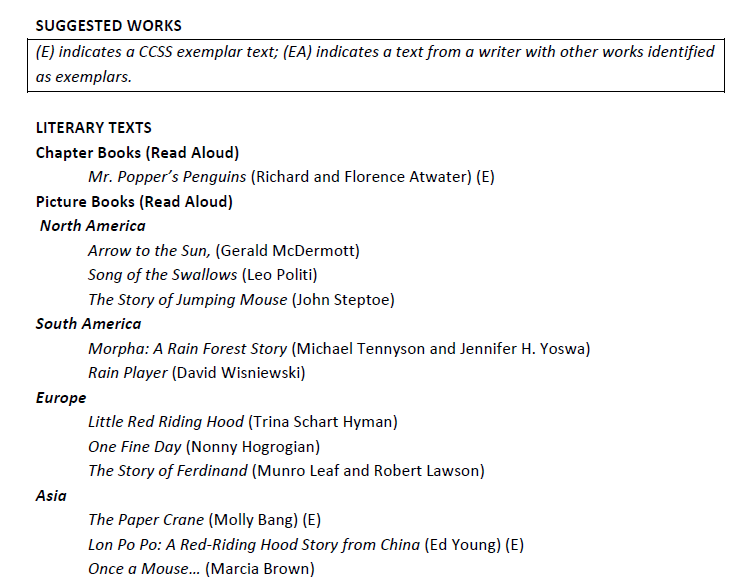 SUGGESTED WORKS
(E) indicates a CCSS exemplar text; (EA) indicates a text from a writer with other works identified
as exemplars.
LITERARY TEXTS
Chapter Books (Read Aloud)
Mr. Popper’s Penguins (Richard and Florence Atwater) (E)
Picture Books (Read Aloud)
North America
Arrow to the Sun, (Gerald McDermott)
Song of the Swallows (Leo Politi)
The Story of Jumping Mouse (John Steptoe)
South America
Morpha: A Rain Forest Story (Michael Tennyson and Jennifer H. Yoswa)
Rain Player (David Wisniewski)
Europe
Little Red Riding Hood (Trina Schart Hyman)
One Fine Day (Nonny Hogrogian)
The Story of Ferdinand (Munro Leaf and Robert Lawson)
Asia
The Paper Crane (Molly Bang) (E)
Lon Po Po: A Red-Riding Hood Story from China (Ed Young) (E)
Once a Mouse… (Marcia Brown)